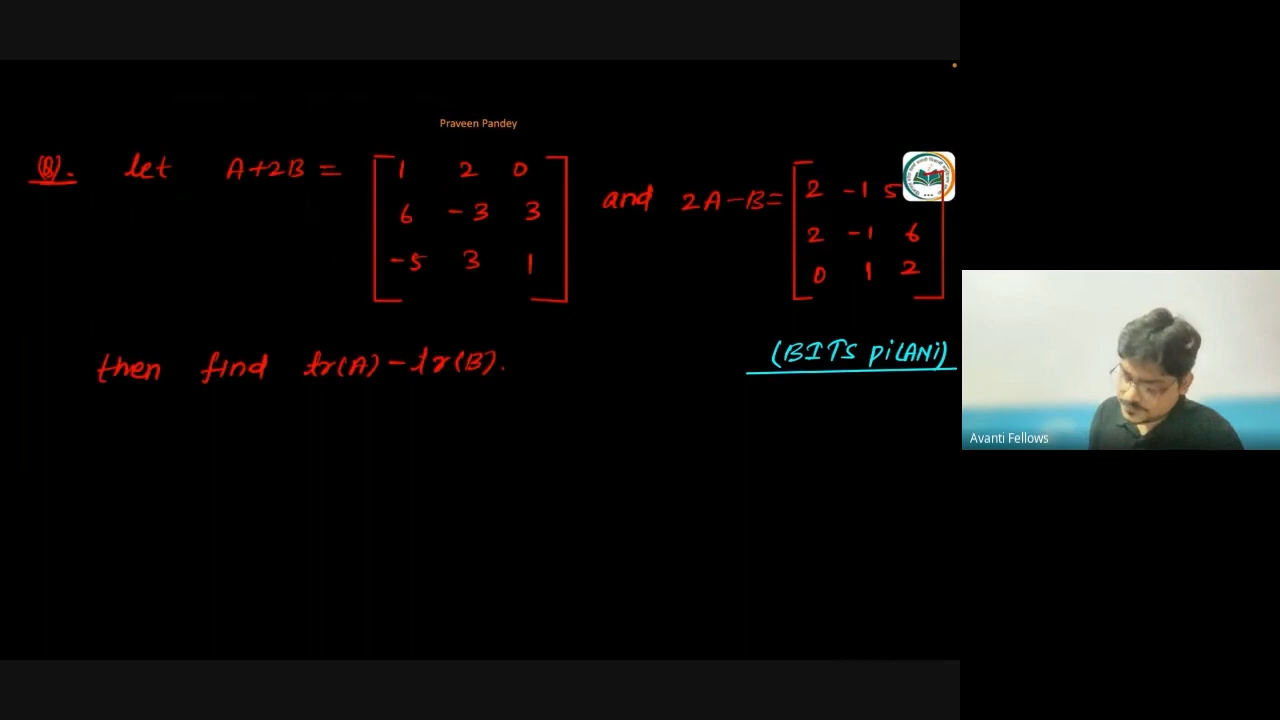 Praveen Pandey
Q. let A+2B = [1 2 0 and 2A-B= [2 -1 5
6 -3 3 2 -1 6
-5 3 1] 0 1 2]
then find tr(A) - tr(B).
(BITS PILANI)
Avanti Fellows